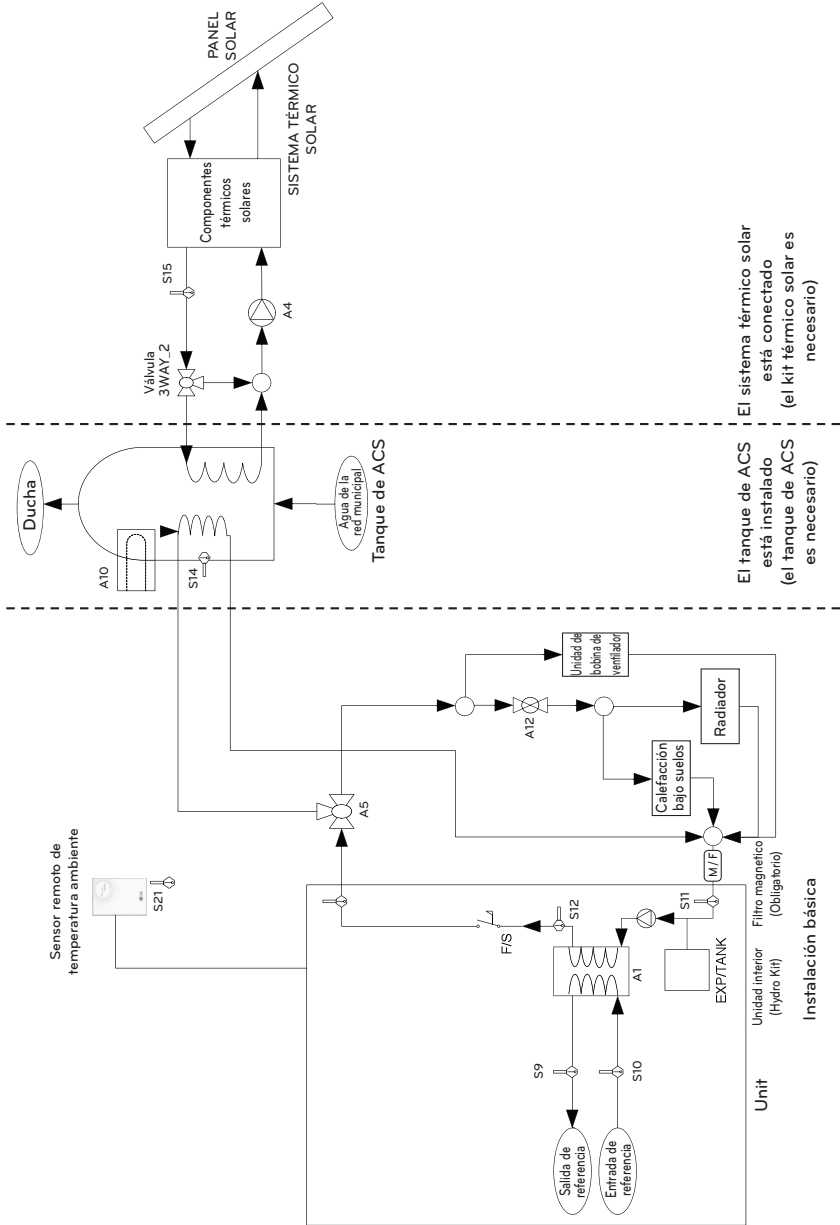 PANEL
SOLAR
SISTEMA TÉRMICO
SOLAR
Componentes
térmicos
solares
S15
A4
Válvula
3WAY_2
El sistema térmico solar
está conectado
(el kit térmico solar es
necesario)
Ducha
A10
S14
Agua de la
red municipal
Tanque de ACS
El tanque de ACS
está instalado
(el tanque de ACS
es necesario)
Sensor remoto de
temperatura ambiente
S21
A5
A12
Unidad de
bobina de
ventilador
Radiador
Calefacción
bajo suelos
M / F
Filtro magnetico
(Obligatorio)
S11
S12
F/S
A1
EXP/TANK
Unidad interior
(Hydro Kit)
S9
S10
Salida de
referencia
Entrada de
referencia
Unit
Instalación básica